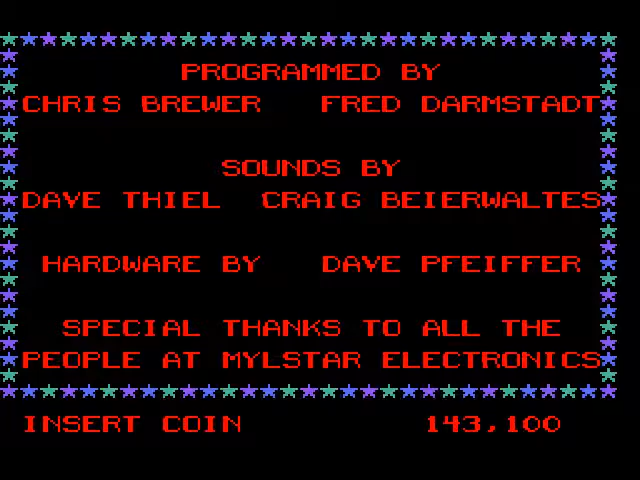 PROGRAMMED BY
CHRIS BREWER FRED DARMSTADT
SOUNDS BY
DAVE THIEL CRAIG BEIERWALTES
HARDWARE BY DAVE PFEIFFER
SPECIAL THANKS TO ALL THE
PEOPLE AT MYLSTAR ELECTRONICS
INSERT COIN 143,100